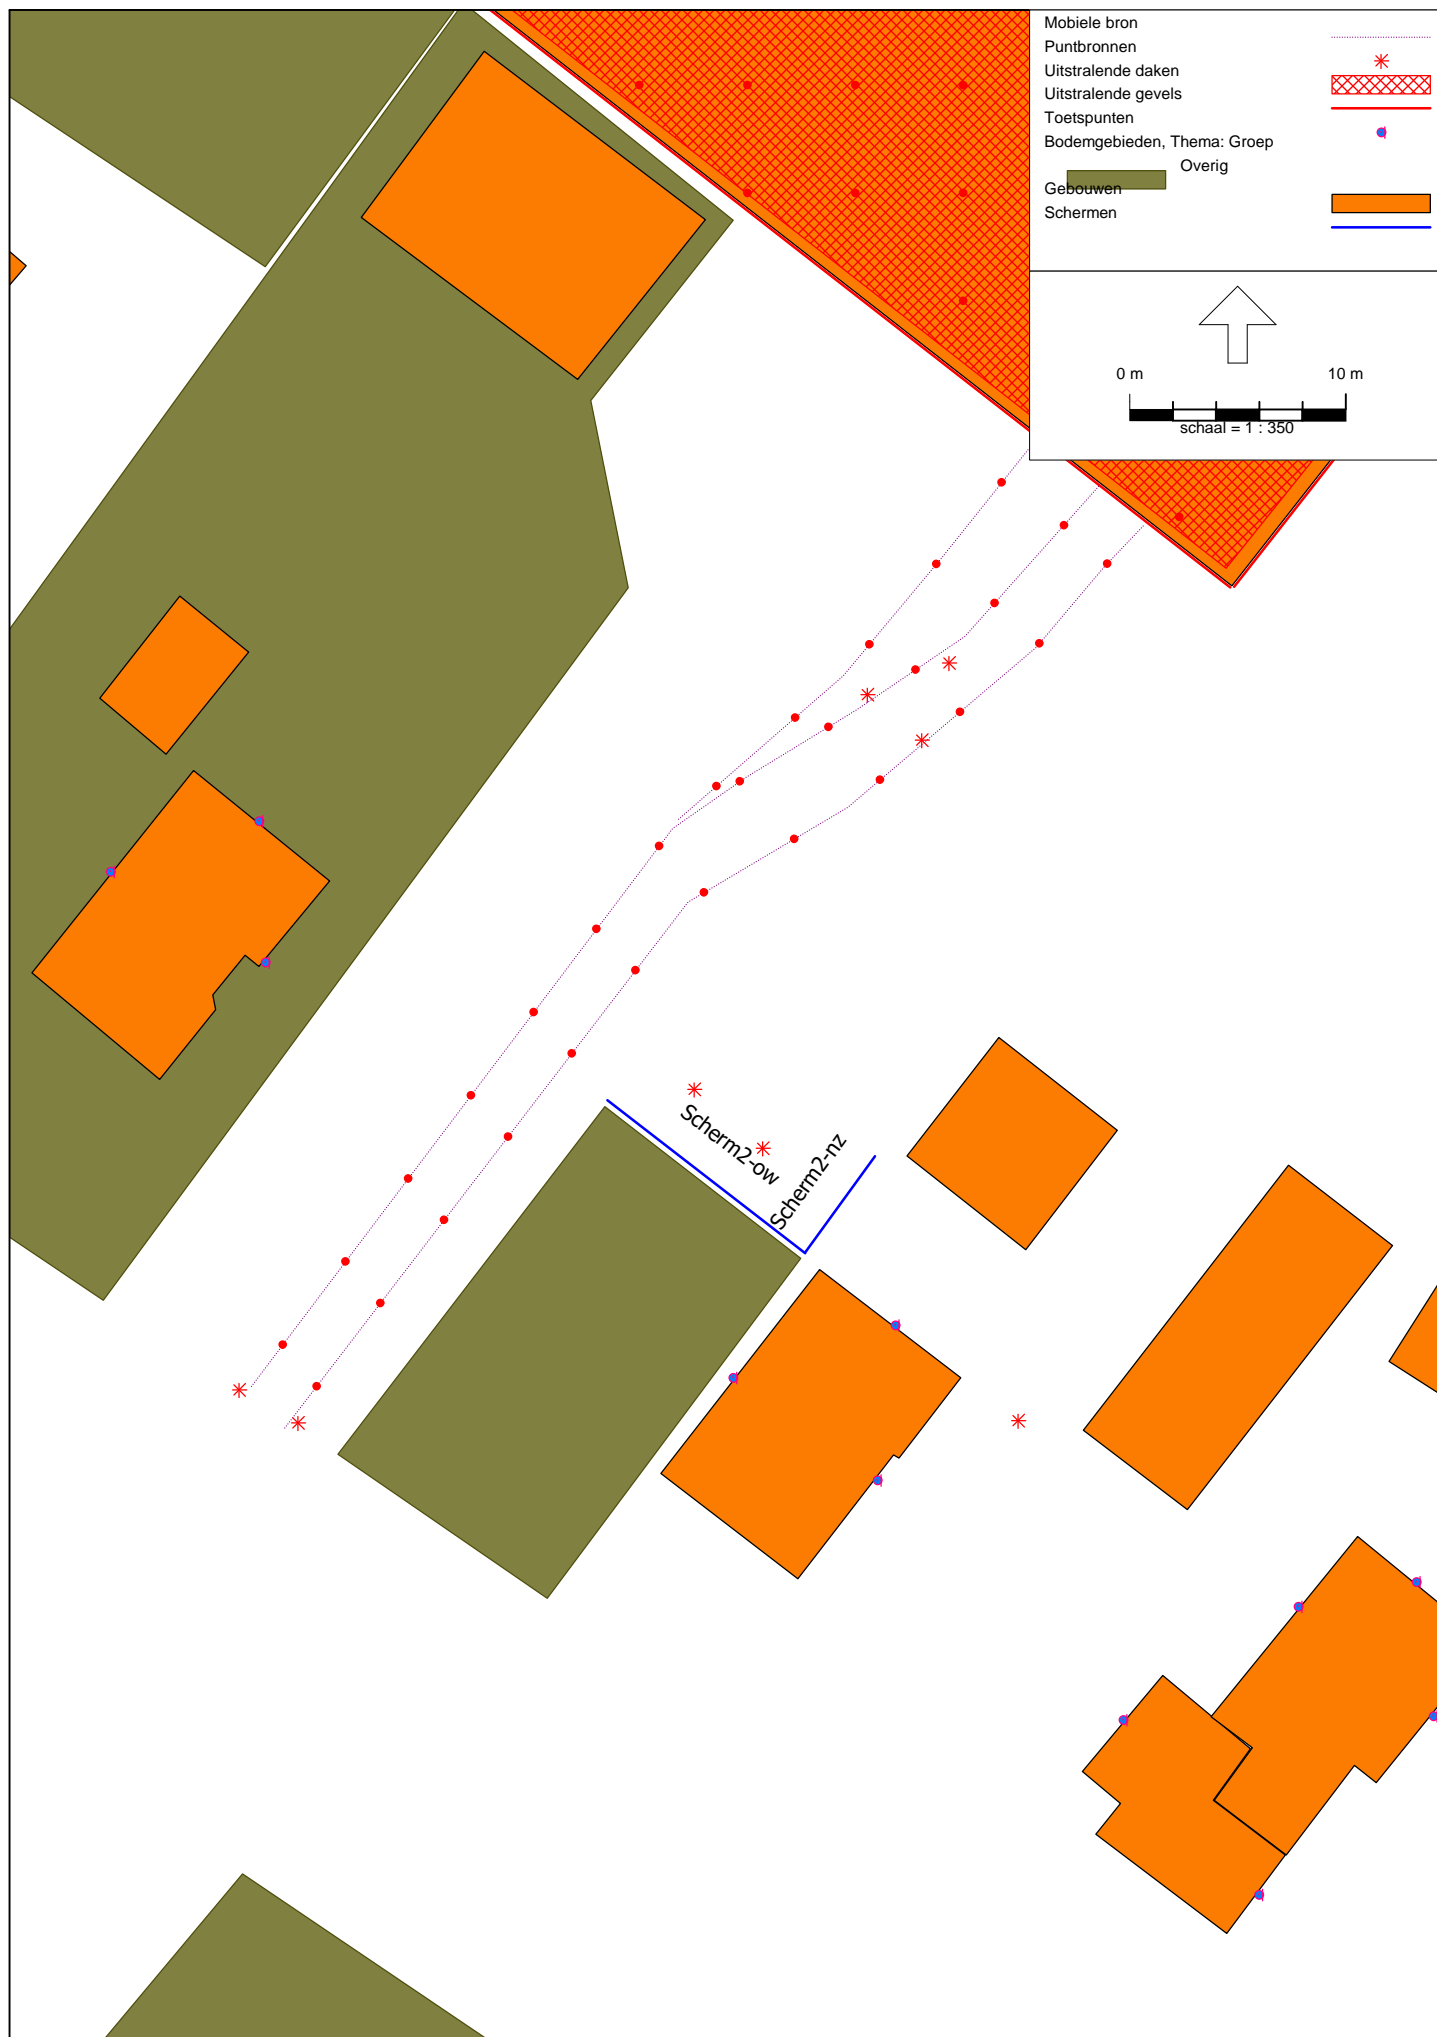 Mobiele bron
Puntbronnen
Uitstralende daken
Uitstralende gevels
Toetspunten
Bodemgebieden, Thema: Groep
Overig
Gebouwen
Schermen
0 m 10 m
schaal = 1 : 350
Scherm2-ow
Scherm2-nz